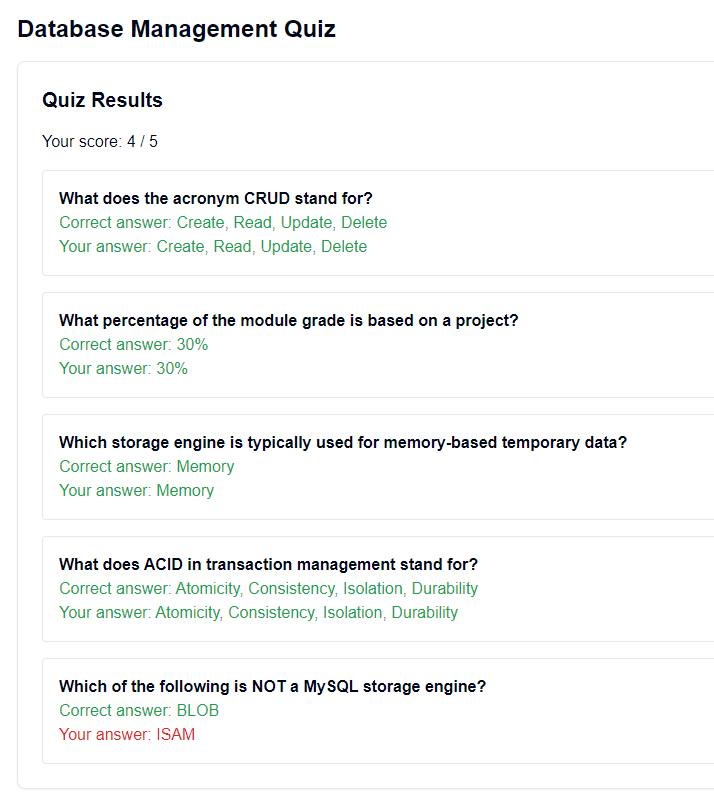 Database Management Quiz
Quiz Results
Your score: 4 / 5
What does the acronym CRUD stand for?
Correct answer: Create, Read, Update, Delete
Your answer: Create, Read, Update, Delete
What percentage of the module grade is based on a project?
Correct answer: 30%
Your answer: 30%
Which storage engine is typically used for memory-based temporary data?
Correct answer: Memory
Your answer: Memory
What does ACID in transaction management stand for?
Correct answer: Atomicity, Consistency, Isolation, Durability
Your answer: Atomicity, Consistency, Isolation, Durability
Which of the following is NOT a MySQL storage engine?
Correct answer: BLOB
Your answer: ISAM